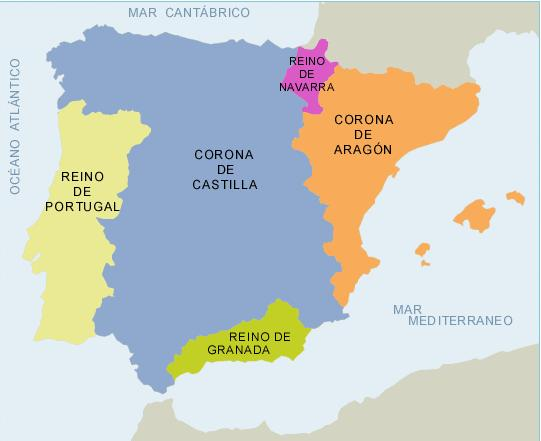 MAR CANTÁBRICO
OCÉANO ATLÁNTICO
REINO
DE
NAVARRA
CORONA
DE
ARAGÓN
CORONA
DE
CASTILLA
REINO
DE
PORTUGAL
MAR
MEDITERRANEO
REINO DE
GRANADA